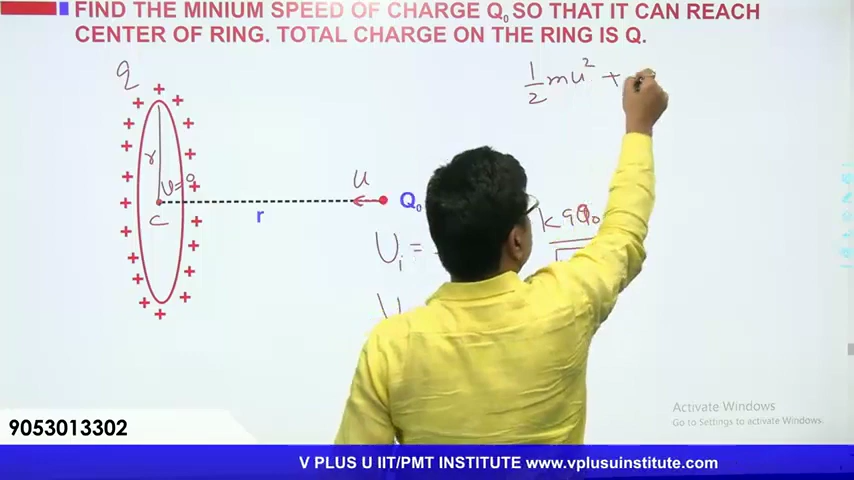 FIND THE MINIUM SPEED OF CHARGE Q₀ SO THAT IT CAN REACH
CENTER OF RING. TOTAL CHARGE ON THE RING IS Q.
q
1/2 mu² +
r
V=0
C
u
r
Q₀
Uᵢ =
KqQ₀
U
Activate Windows
Go to Settings to activate Windows.
9053013302
V PLUS U IIT/PMT INSTITUTE www.vplusuinstitute.com